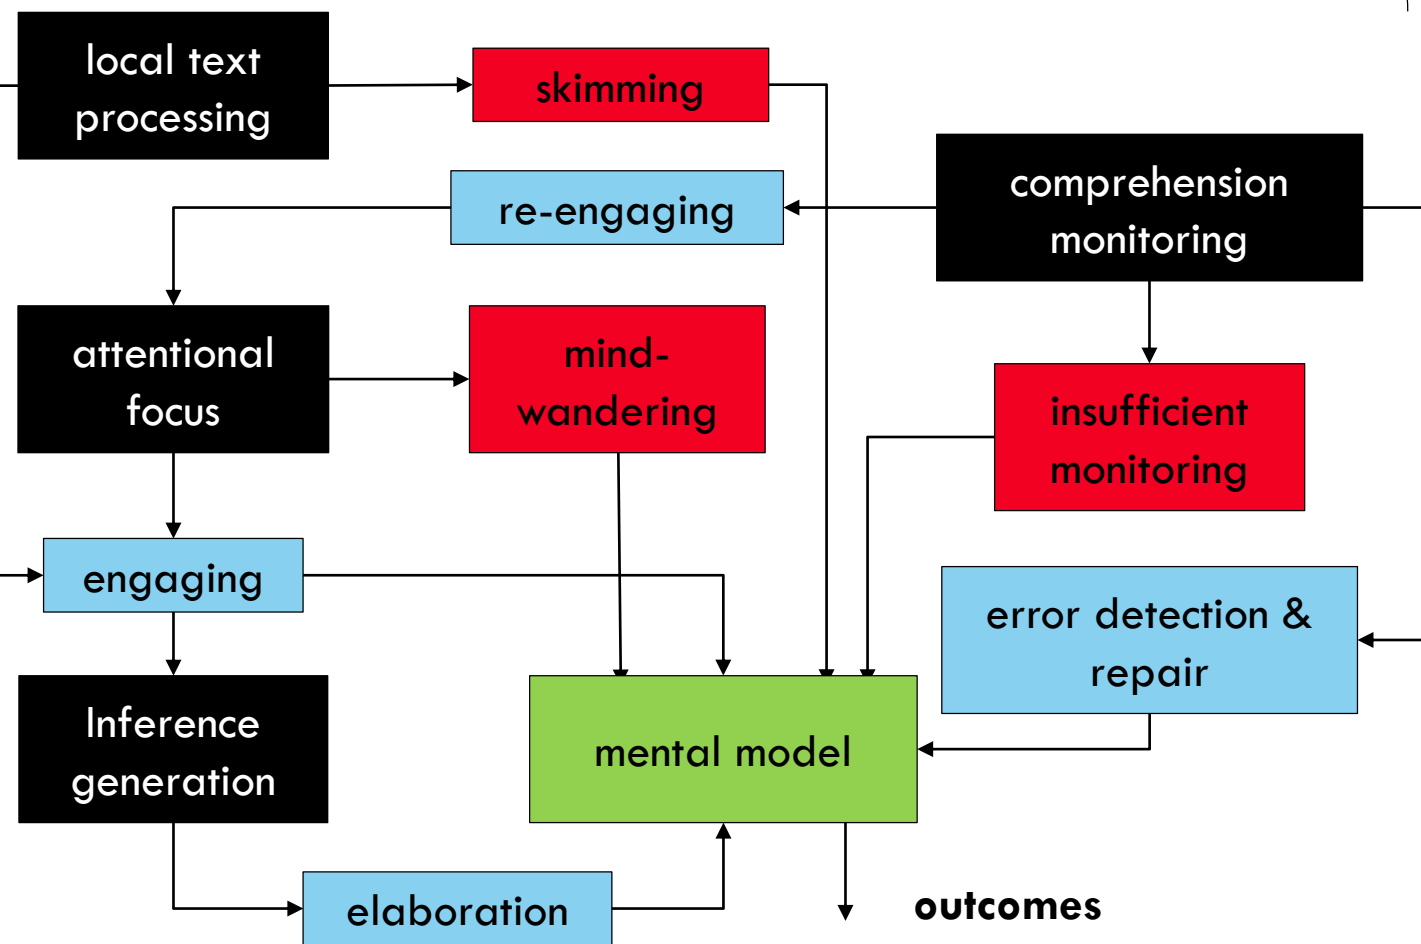 local text
processing
skimming
re-engaging
comprehension
monitoring
attentional
focus
mind-
wandering
insufficient
monitoring
engaging
error detection &
repair
Inference
generation
mental model
elaboration
outcomes